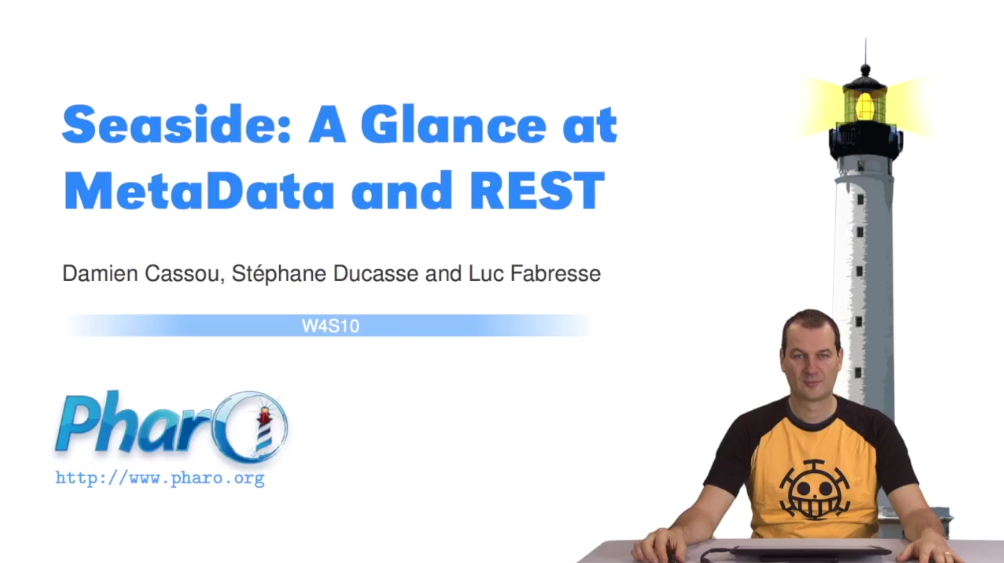 Seaside: A Glance at
MetaData and REST
Damien Cassou, Stéphane Ducasse and Luc Fabresse
W4S10
Pharo
http://www.pharo.org